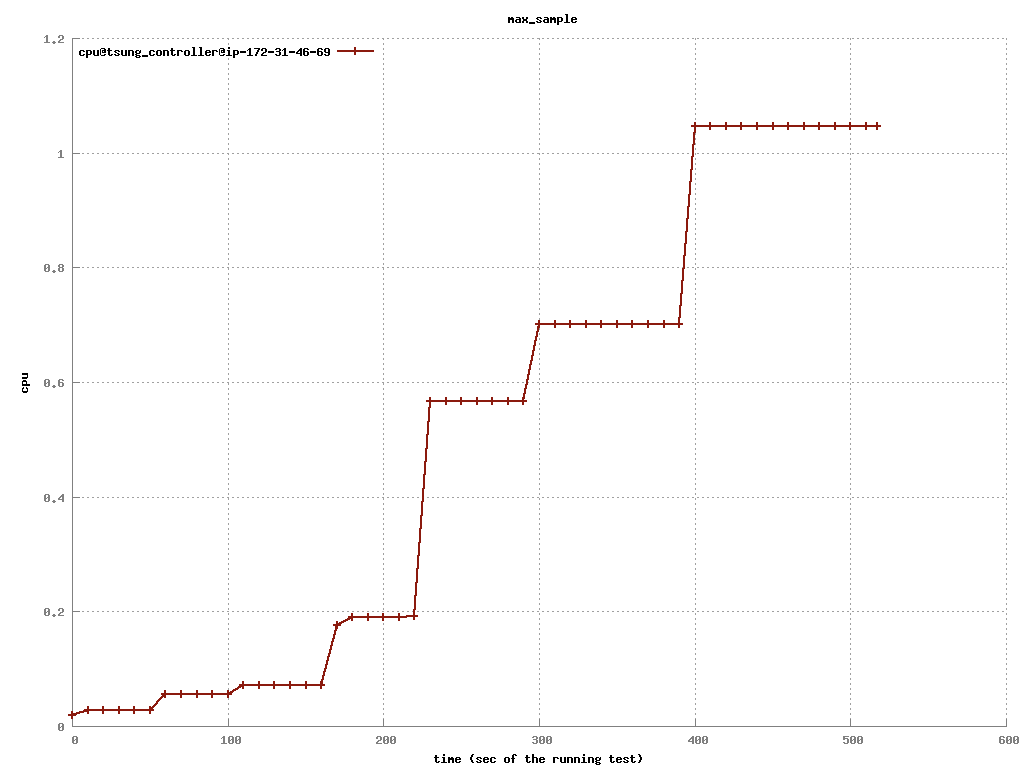 max_sample
1.2
cpu@tsung_controller@ip-172-31-46-69
1
0.8
0.6
cpu
0.4
0.2
0
0 100 200 300 400 500 600
time (sec of the running test)